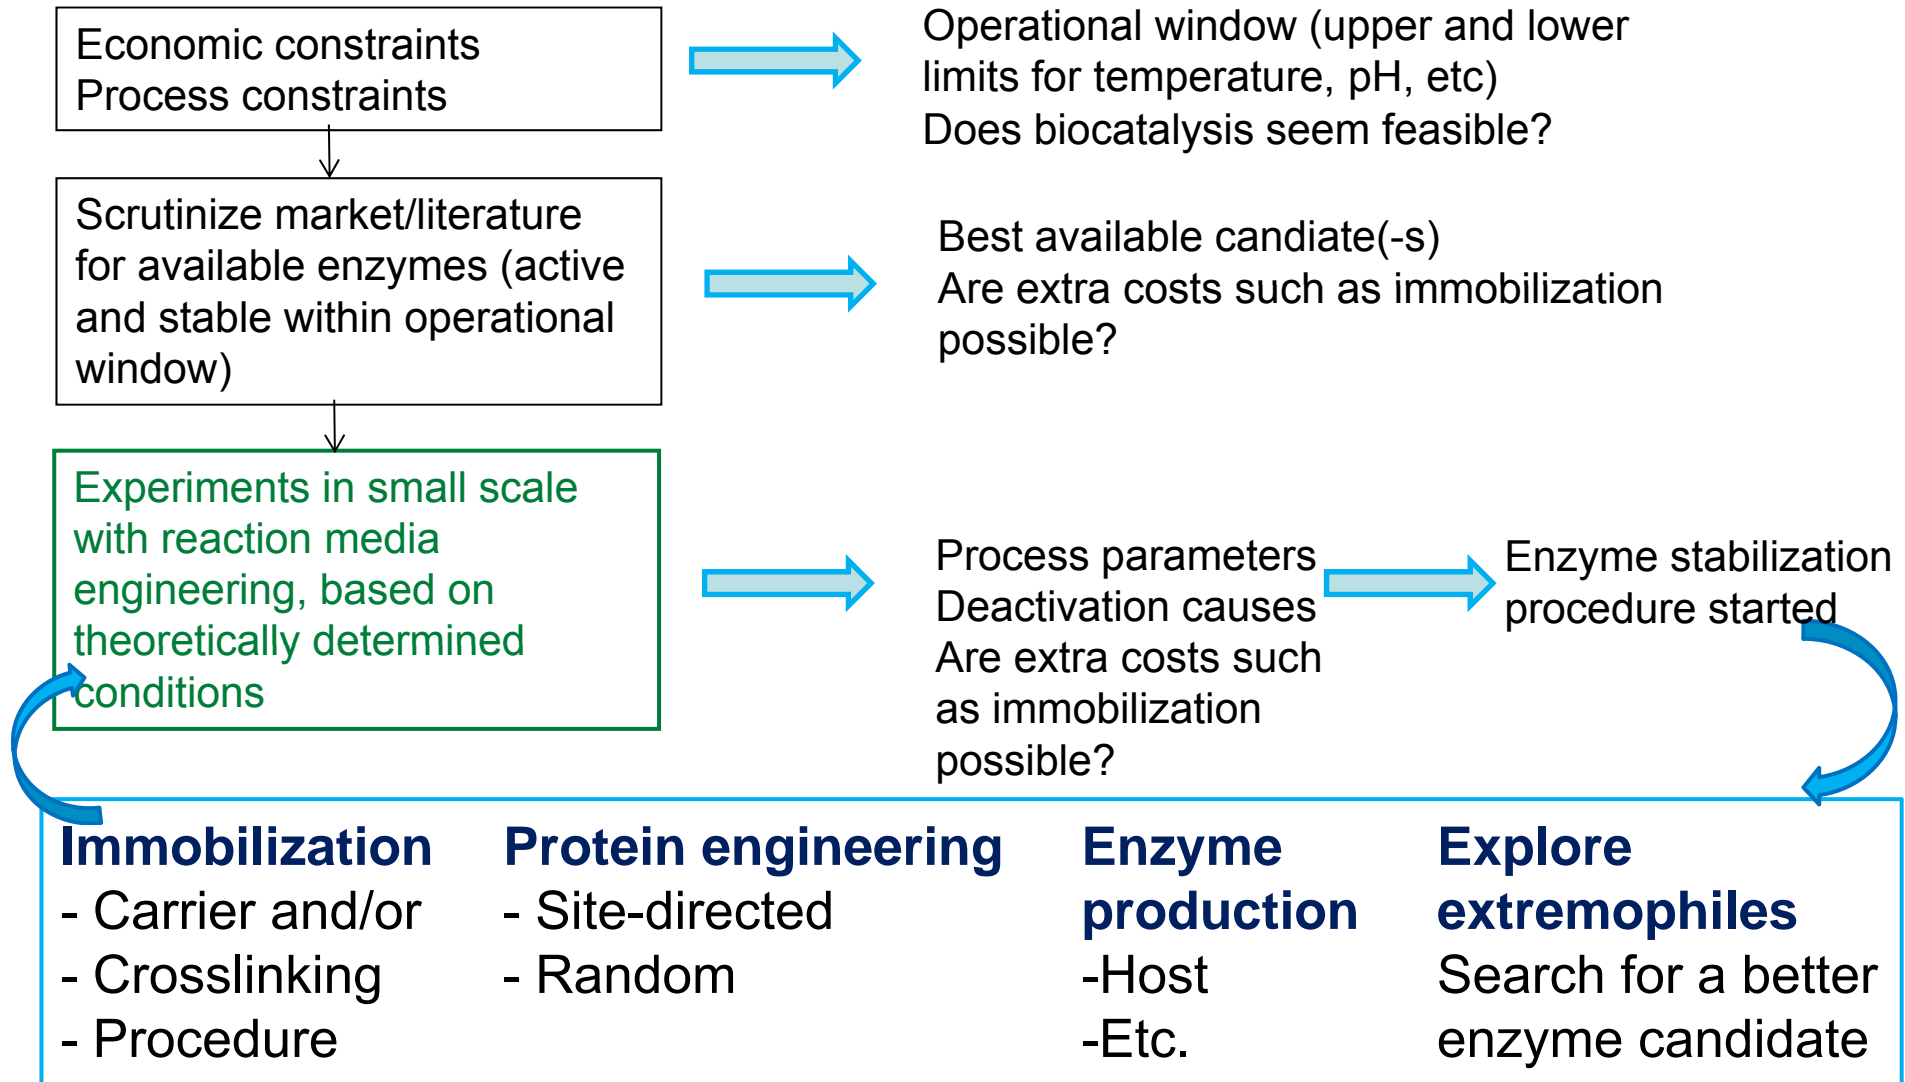 Economic constraints
Process constraints
Operational window (upper and lower
limits for temperature, pH, etc)
Does biocatalysis seem feasible?
Scrutinize market/literature
for available enzymes (active
and stable within operational
window)
Best available candiate(-s)
Are extra costs such as immobilization
possible?
Experiments in small scale
with reaction media
engineering, based on
theoretically determined
conditions
Process parameters
Deactivation causes
Are extra costs such
as immobilization
possible?
Enzyme stabilization
procedure started
Immobilization
- Carrier and/or
- Crosslinking
- Procedure
Protein engineering
- Site-directed
- Random
Enzyme
production
-Host
-Etc.
Explore
extremophiles
Search for a better
enzyme candidate